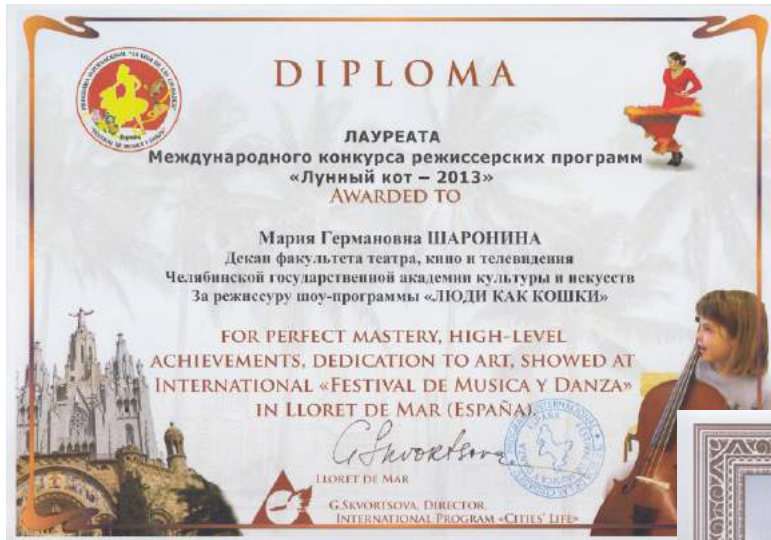 DIPLOMA
ЛАУРЕАТА
Международного конкурса режиссерских программ
«Лунный кот – 2013»
AWARDED TO
Мария Германовна ШАРОНИНА
Декан факультета театра, кино и телевидения
Челябинской государственной академии культуры и искусств
За режиссуру шоу-программы «ЛЮДИ КАК КОШКИ»
FOR PERFECT MASTERY, HIGH-LEVEL
ACHIEVEMENTS, DEDICATION TO ART, SHOWED AT
INTERNATIONAL «FESTIVAL DE MUSICA Y DANZA»
IN LLORET DE MAR (ESPAÑA).
G.Skvortsova
LLORET DE MAR
G.SKVORTSOVA, DIRECTOR,
INTERNATIONAL PROGRAM «CITIES' LIFE»